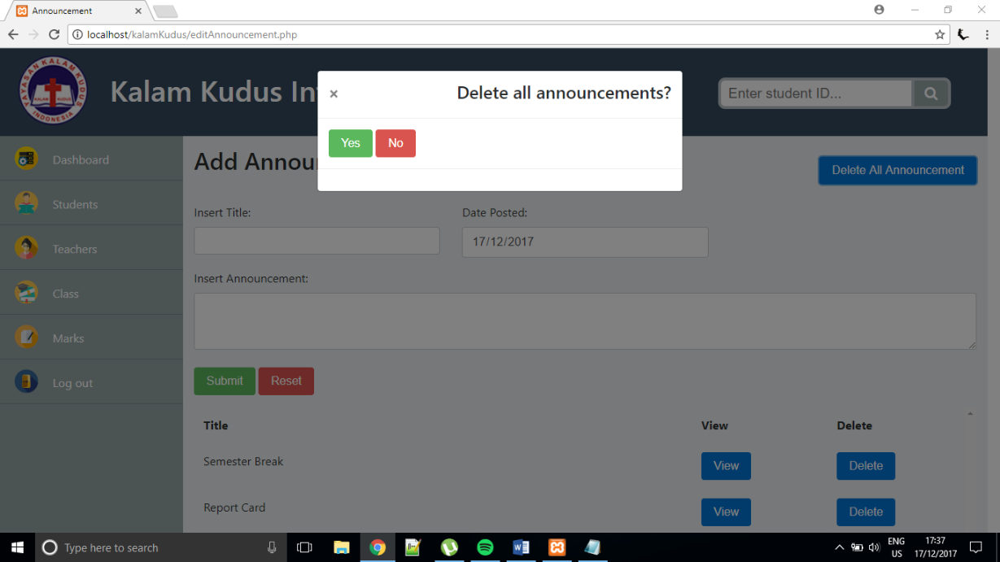 Announcement
localhost/kalamKudus/editAnnouncement.php
YAYASAN KALAM KUDUS
INDONESIA
KALAM KUDUS
Kalam Kudus In
Enter student ID...
× Delete all announcements?
Yes No
Dashboard
Students
Teachers
Class
Marks
Log out
Add Annou
Delete All Announcement
Insert Title: Date Posted:
17/12/2017
Insert Announcement:
Submit Reset
Title View Delete
Semester Break View Delete
Report Card View Delete
Type here to search
ENG 17:37
US 17/12/2017